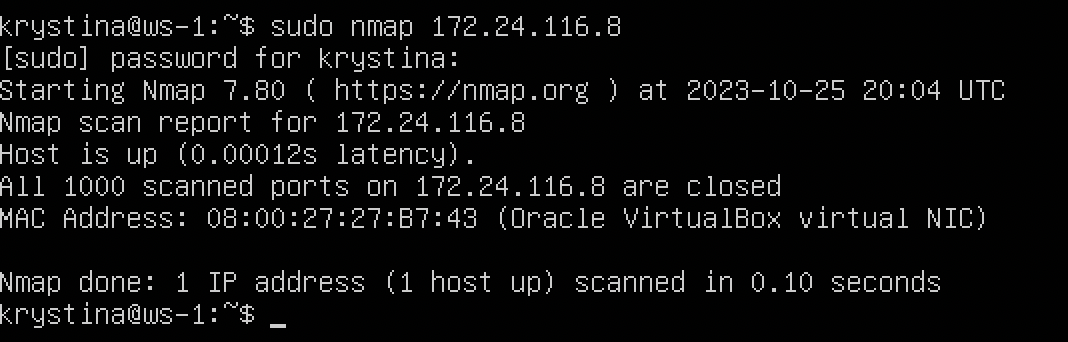 krystina@ws-1:~$ sudo nmap 172.24.116.8
[sudo] password for krystina:
Starting Nmap 7.80 ( https://nmap.org ) at 2023-10-25 20:04 UTC
Nmap scan report for 172.24.116.8
Host is up (0.00012s latency).
All 1000 scanned ports on 172.24.116.8 are closed
MAC Address: 08:00:27:27:B7:43 (Oracle VirtualBox virtual NIC)

Nmap done: 1 IP address (1 host up) scanned in 0.10 seconds
krystina@ws-1:~$ _